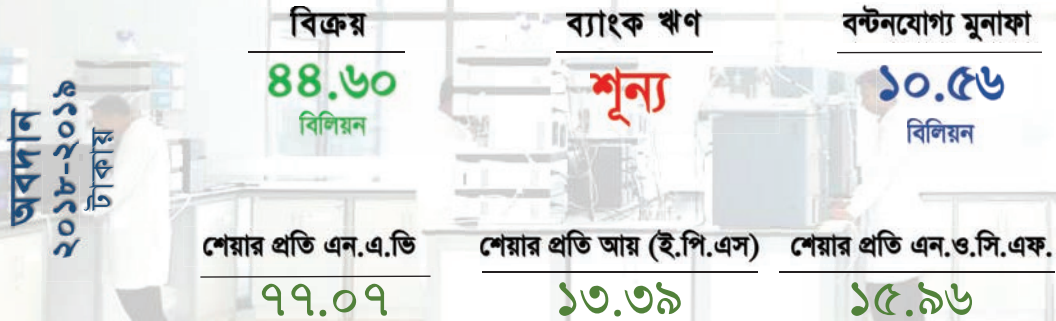 অবদান
২০১৮-২০১৯
টাকায়
বিক্রয়
৪৪.৬০
বিলিয়ন
ব্যাংক ঋণ
শূন্য
বন্টনযোগ্য মুনাফা
১০.৫৬
বিলিয়ন
শেয়ার প্রতি এন.এ.ভি
৭৭.০৭
শেয়ার প্রতি আয় (ই.পি.এস)
১৩.৩৯
শেয়ার প্রতি এন.ও.সি.এফ.
১৫.৯৬